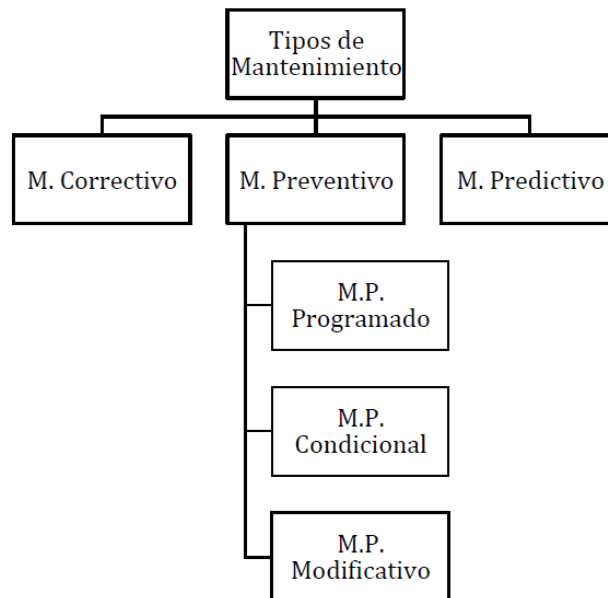 Tipos de
Mantenimiento
M. Correctivo
M. Preventivo
M. Predictivo
M.P.
Programado
M.P.
Condicional
M.P.
Modificativo